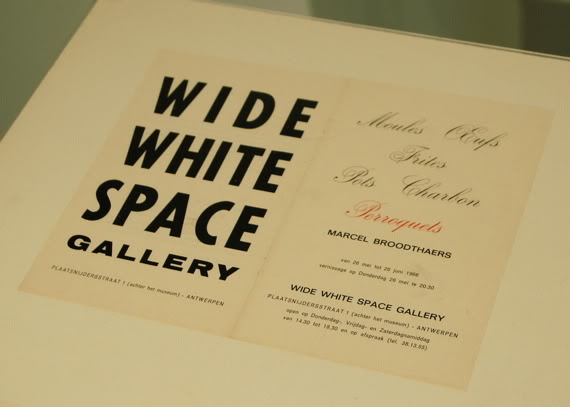 WIDE
WHITE
SPACE
GALLERY
PLAATSNIJDERSSTRAAT 1 (achter het museum) - ANTWERPEN
Moules Œufs
Frites
Pots Charbon
Perroquets
MARCEL BROODTHAERS
van 26 mei tot 26 juni 1966
vernissage op Donderdag 26 mei te 20.30
WIDE WHITE SPACE GALLERY
PLAATSNIJDERSSTRAAT 1 (achter het museum) - ANTWERPEN
open op Donderdag-, Vrijdag- en Zaterdagnamiddag
van 14.30 tot 18.30 en op afspraak (tel. 38.13.55)